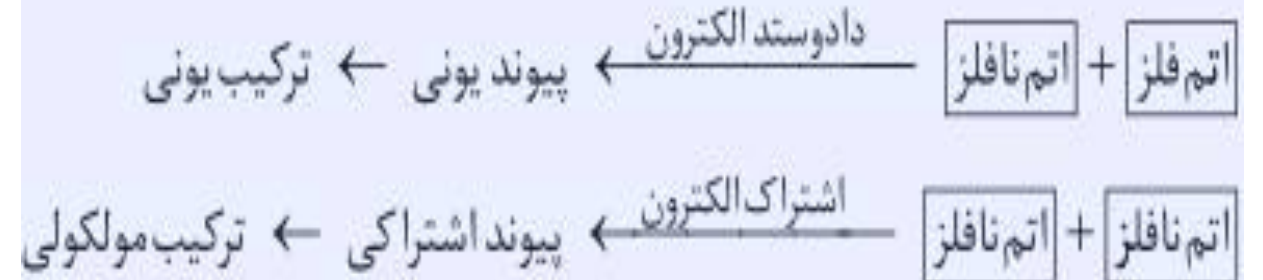 اتم فلز + اتم نافلز ← دادوستد الکترون پیوند یونی ← ترکیب یونی
اتم نافلز + اتم نافلز ← اشتراک الکترون پیوند اشتراکی ← ترکیب مولکولی